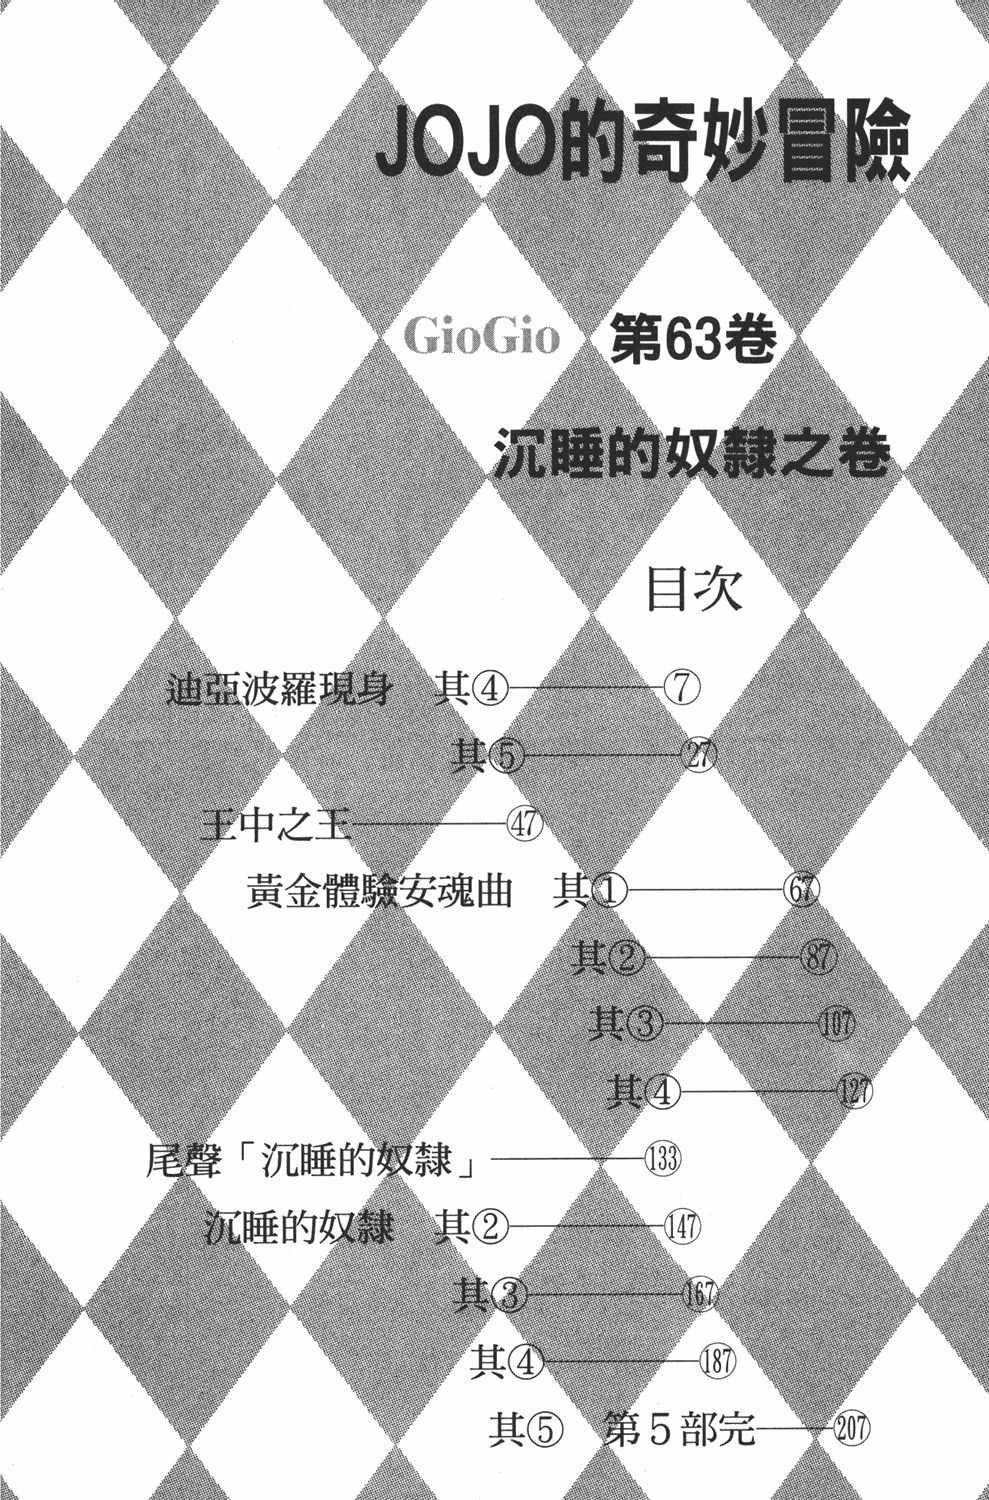 JOJO的奇妙冒險
GioGio 第63卷
沉睡的奴隸之卷
目次
迪亞波羅現身 其④——⑦
其⑤——㉗
王中之王——㊼
黃金體驗安魂曲 其①——67
其②——87
其③——107
其④——127
尾聲「沉睡的奴隸」——133
沉睡的奴隸 其②——147
其③——167
其④——187
其⑤ 第5部完——207